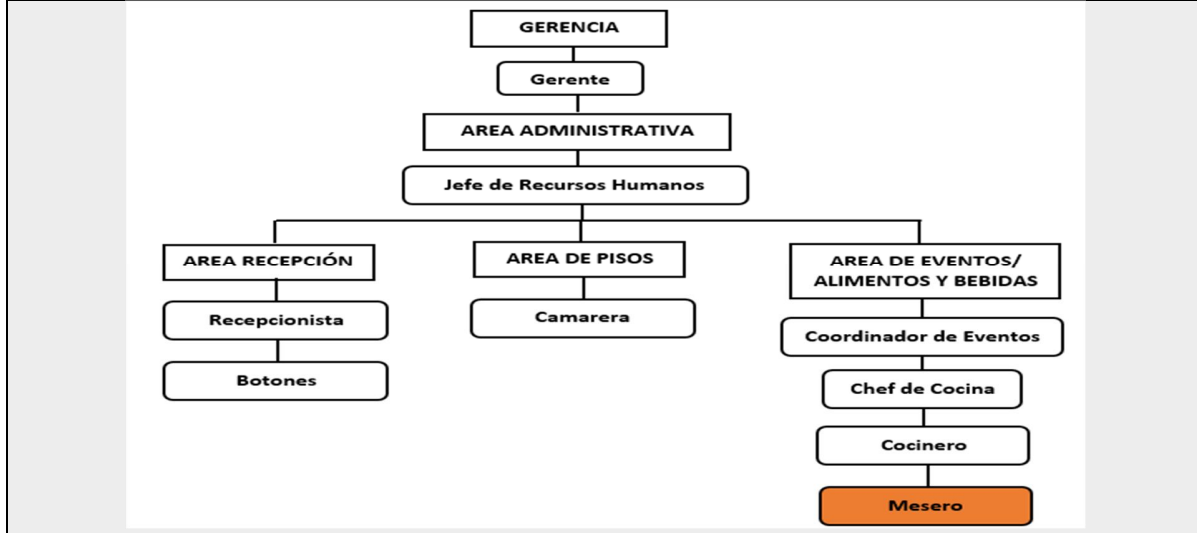 GERENCIA
Gerente
AREA ADMINISTRATIVA
Jefe de Recursos Humanos
AREA RECEPCIÓN
Recepcionista
Botones
AREA DE PISOS
Camarera
AREA DE EVENTOS/
ALIMENTOS Y BEBIDAS
Coordinador de Eventos
Chef de Cocina
Cocinero
Mesero